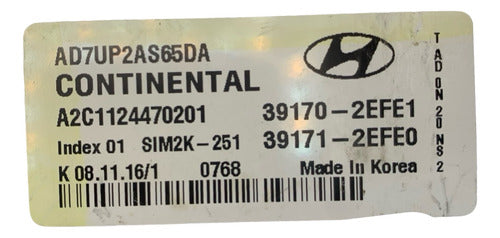 AD7UP2AS65DA
CONTINENTAL
A2C1124470201 39170-2EFE1
Index 01 SIM2K-251 39171-2EFE0
K 08.11.16/1 0768 Made In Korea
TAD ON 20 NS 2